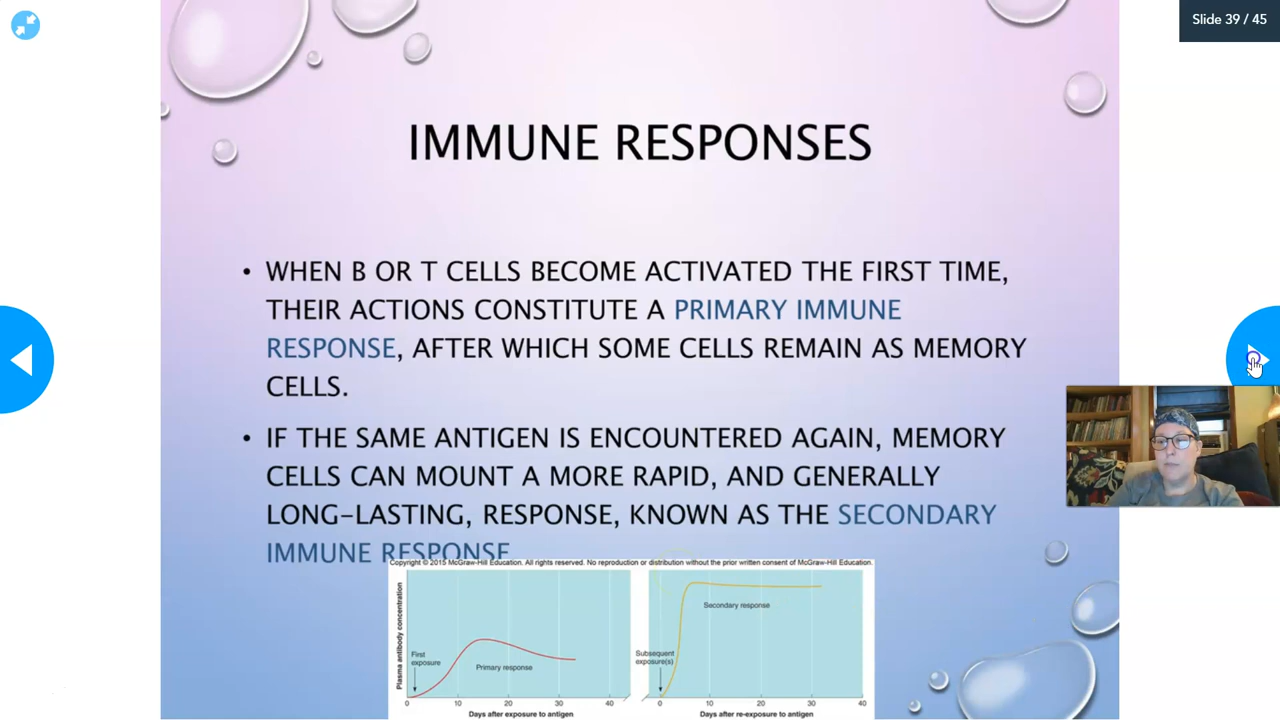 Slide 39 / 45
IMMUNE RESPONSES
• WHEN B OR T CELLS BECOME ACTIVATED THE FIRST TIME,
THEIR ACTIONS CONSTITUTE A PRIMARY IMMUNE
RESPONSE, AFTER WHICH SOME CELLS REMAIN AS MEMORY
CELLS.
• IF THE SAME ANTIGEN IS ENCOUNTERED AGAIN, MEMORY
CELLS CAN MOUNT A MORE RAPID, AND GENERALLY
LONG-LASTING, RESPONSE, KNOWN AS THE SECONDARY
IMMUNE RESPONSE
Copyright © 2015 McGraw-Hill Education. All rights reserved. No reproduction or distribution without the prior written consent of McGraw-Hill Education.
Plasma antibody concentration
First
exposure
Primary response
0 10 20 30 40
Days after exposure to antigen
Secondary response
Subsequent
exposure(s)
0 10 20 30 40
Days after re-exposure to antigen